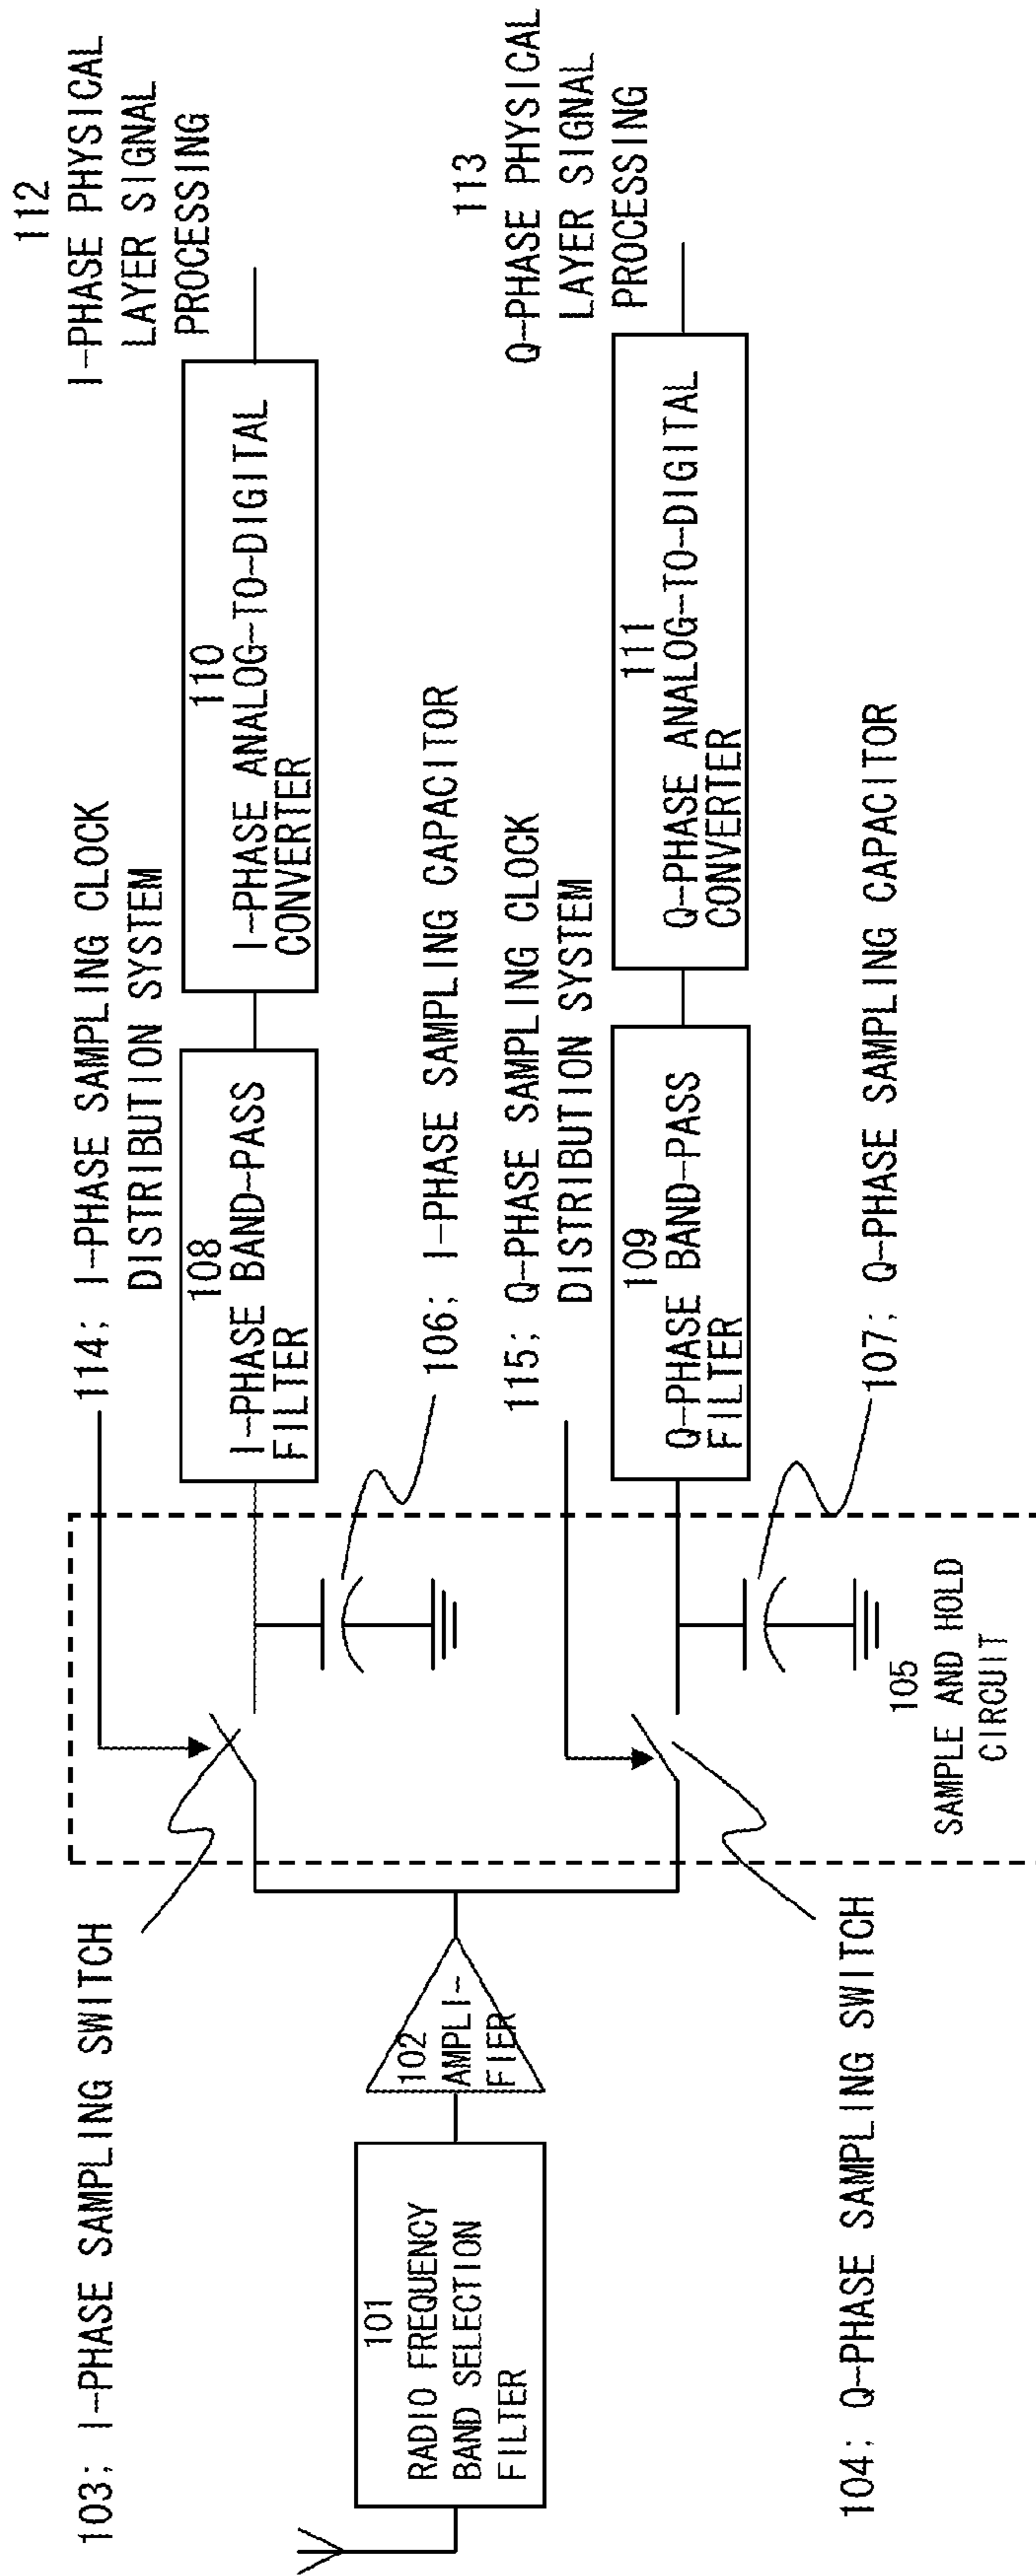 103; I-PHASE SAMPLING SWITCH
114; I-PHASE SAMPLING CLOCK
DISTRIBUTION SYSTEM
112
I-PHASE PHYSICAL
LAYER SIGNAL
PROCESSING
108
I-PHASE BAND-PASS
FILTER
110
I-PHASE ANALOG-TO-DIGITAL
CONVERTER
106; I-PHASE SAMPLING CAPACITOR
101
RADIO FREQUENCY
BAND SELECTION
FILTER
102
AMPLI-
FIER
115; Q-PHASE SAMPLING CLOCK
DISTRIBUTION SYSTEM
113
Q-PHASE PHYSICAL
LAYER SIGNAL
PROCESSING
109
Q-PHASE BAND-PASS
FILTER
111
Q-PHASE ANALOG-TO-DIGITAL
CONVERTER
104; Q-PHASE SAMPLING SWITCH
107; Q-PHASE SAMPLING CAPACITOR
105
SAMPLE AND HOLD
CIRCUIT